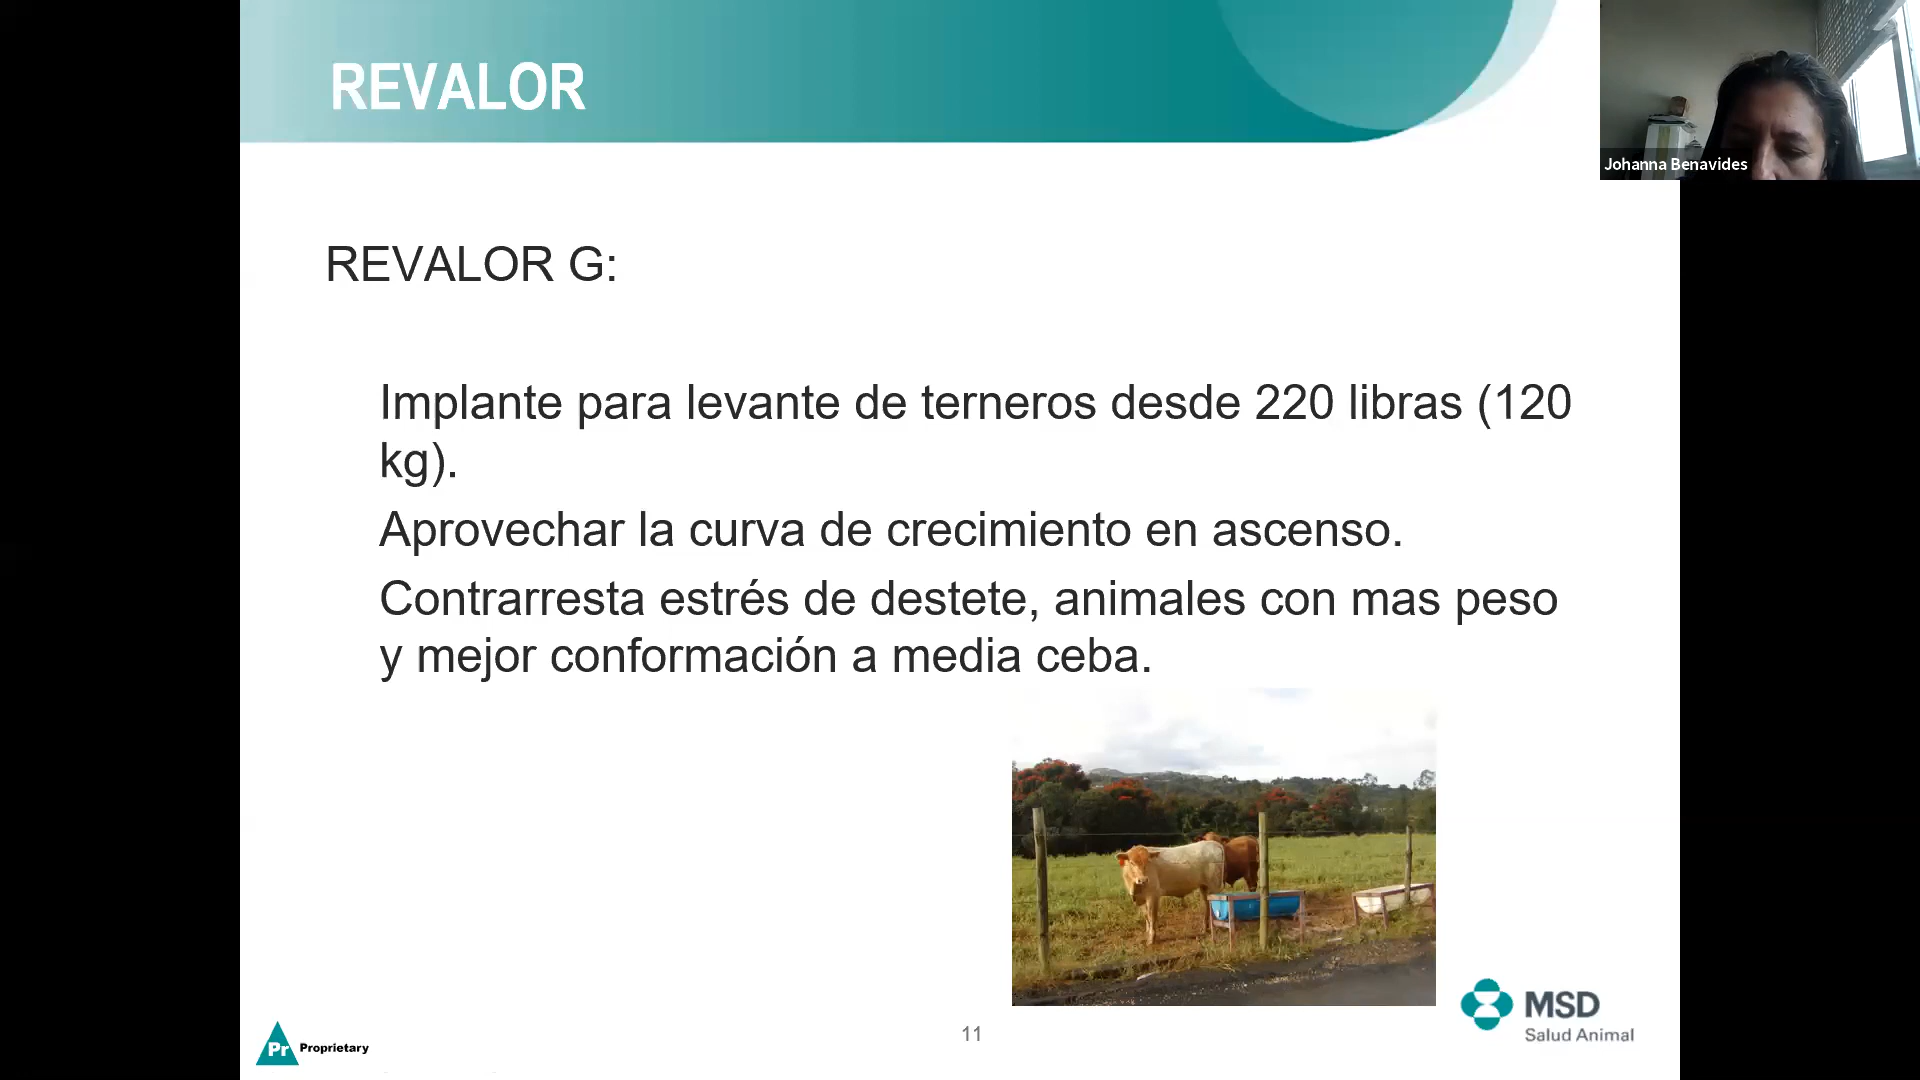 REVALOR
Johanna Benavides
REVALOR G:
Implante para levante de terneros desde 220 libras (120
kg).
Aprovechar la curva de crecimiento en ascenso.
Contrarresta estrés de destete, animales con mas peso
y mejor conformación a media ceba.
Pr Proprietary
11
MSD
Salud Animal